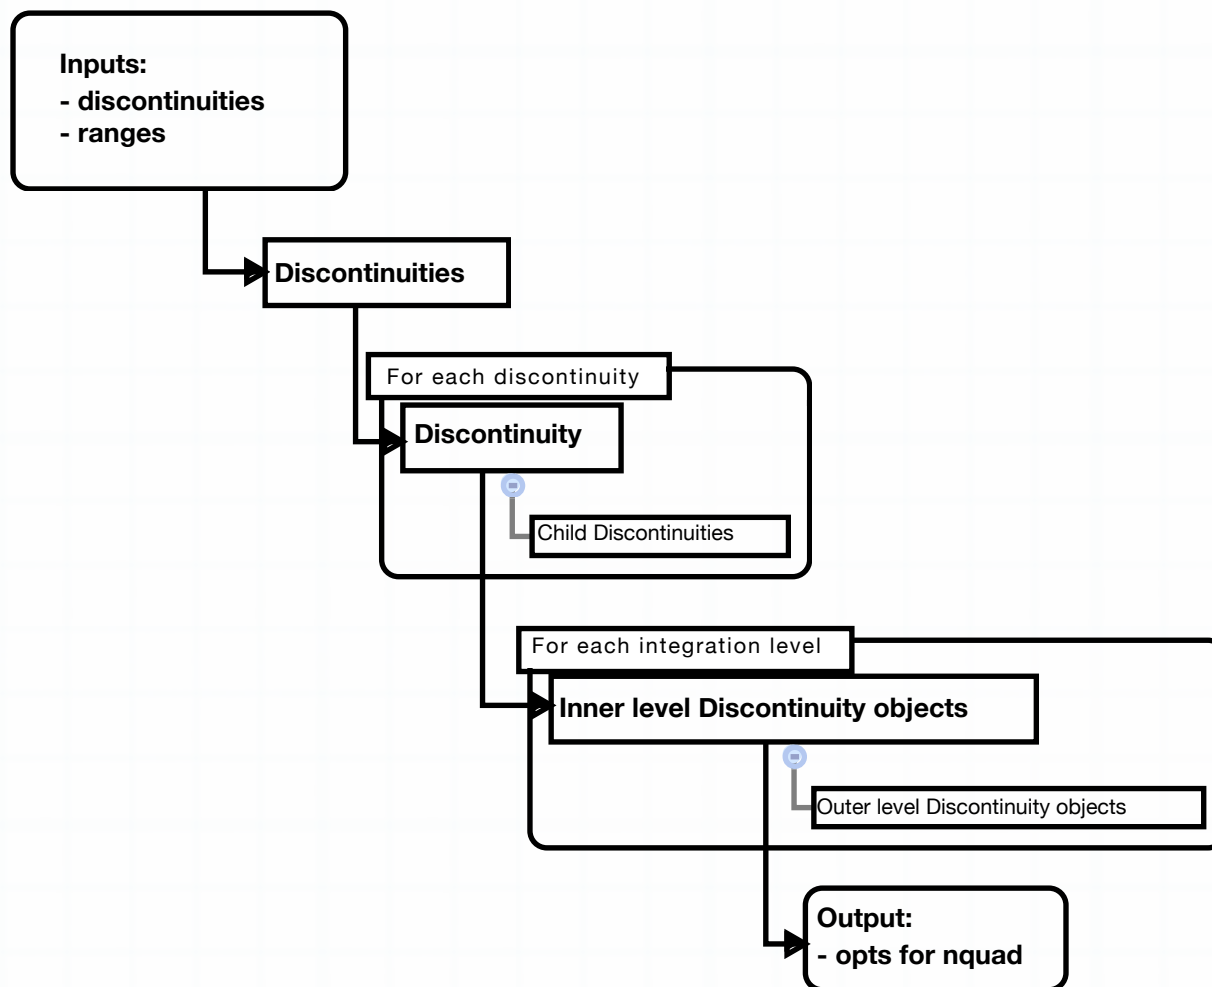 Inputs:
- discontinuities
- ranges
Discontinuities
For each discontinuity
Discontinuity
Child Discontinuities
For each integration level
Inner level Discontinuity objects
Outer level Discontinuity objects
Output:
- opts for nquad